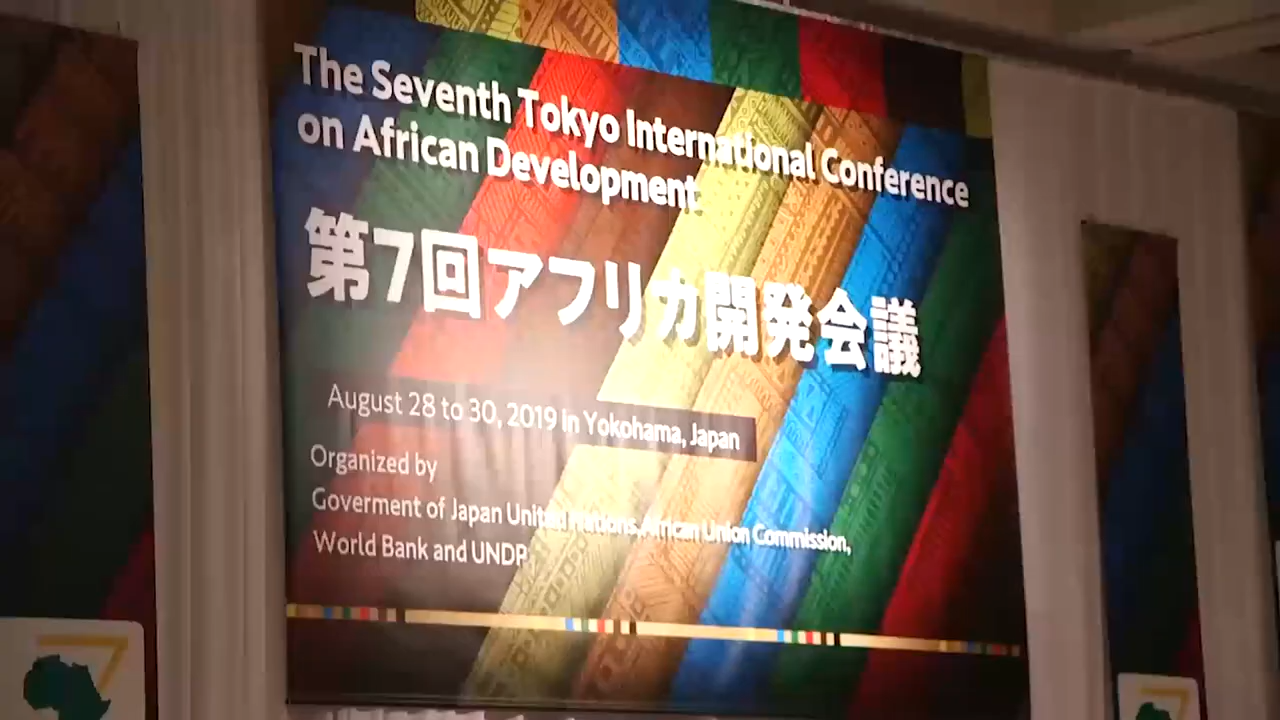 The Seventh Tokyo International Conference
on African Development
第7回アフリカ開発会議
August 28 to 30, 2019 in Yokohama, Japan
Organized by
Goverment of Japan United Nations,African Union Commission,
World Bank and UNDP
7
7